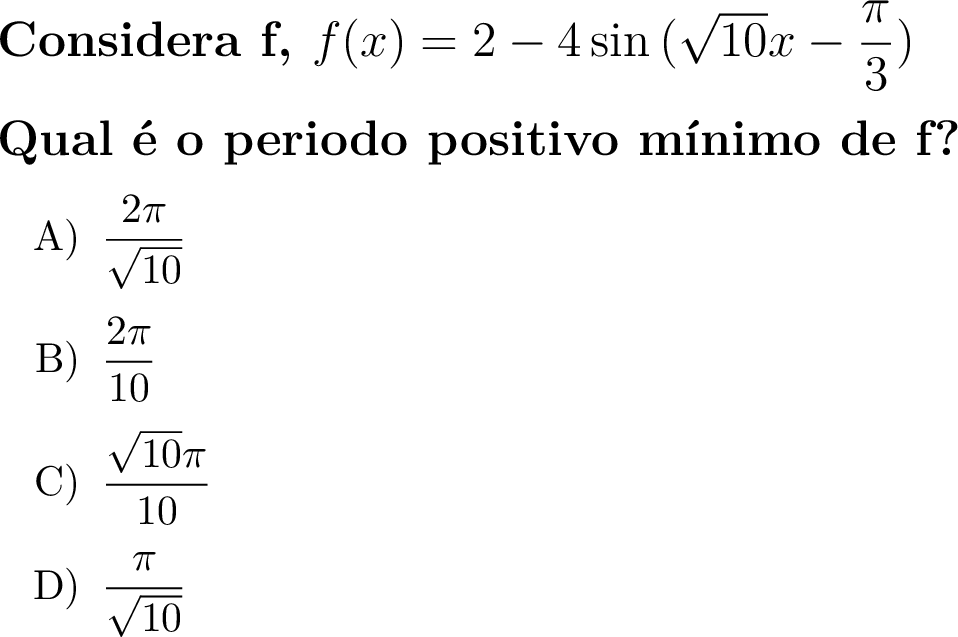 Considera f, $f(x) = 2 - 4\sin{(\sqrt{10}x - \frac{\pi}{3})}$
Qual é o periodo positivo mínimo de f?
A) $\frac{2\pi}{\sqrt{10}}$
B) $\frac{2\pi}{10}$
C) $\frac{\sqrt{10}\pi}{10}$
D) $\frac{\pi}{\sqrt{10}}$